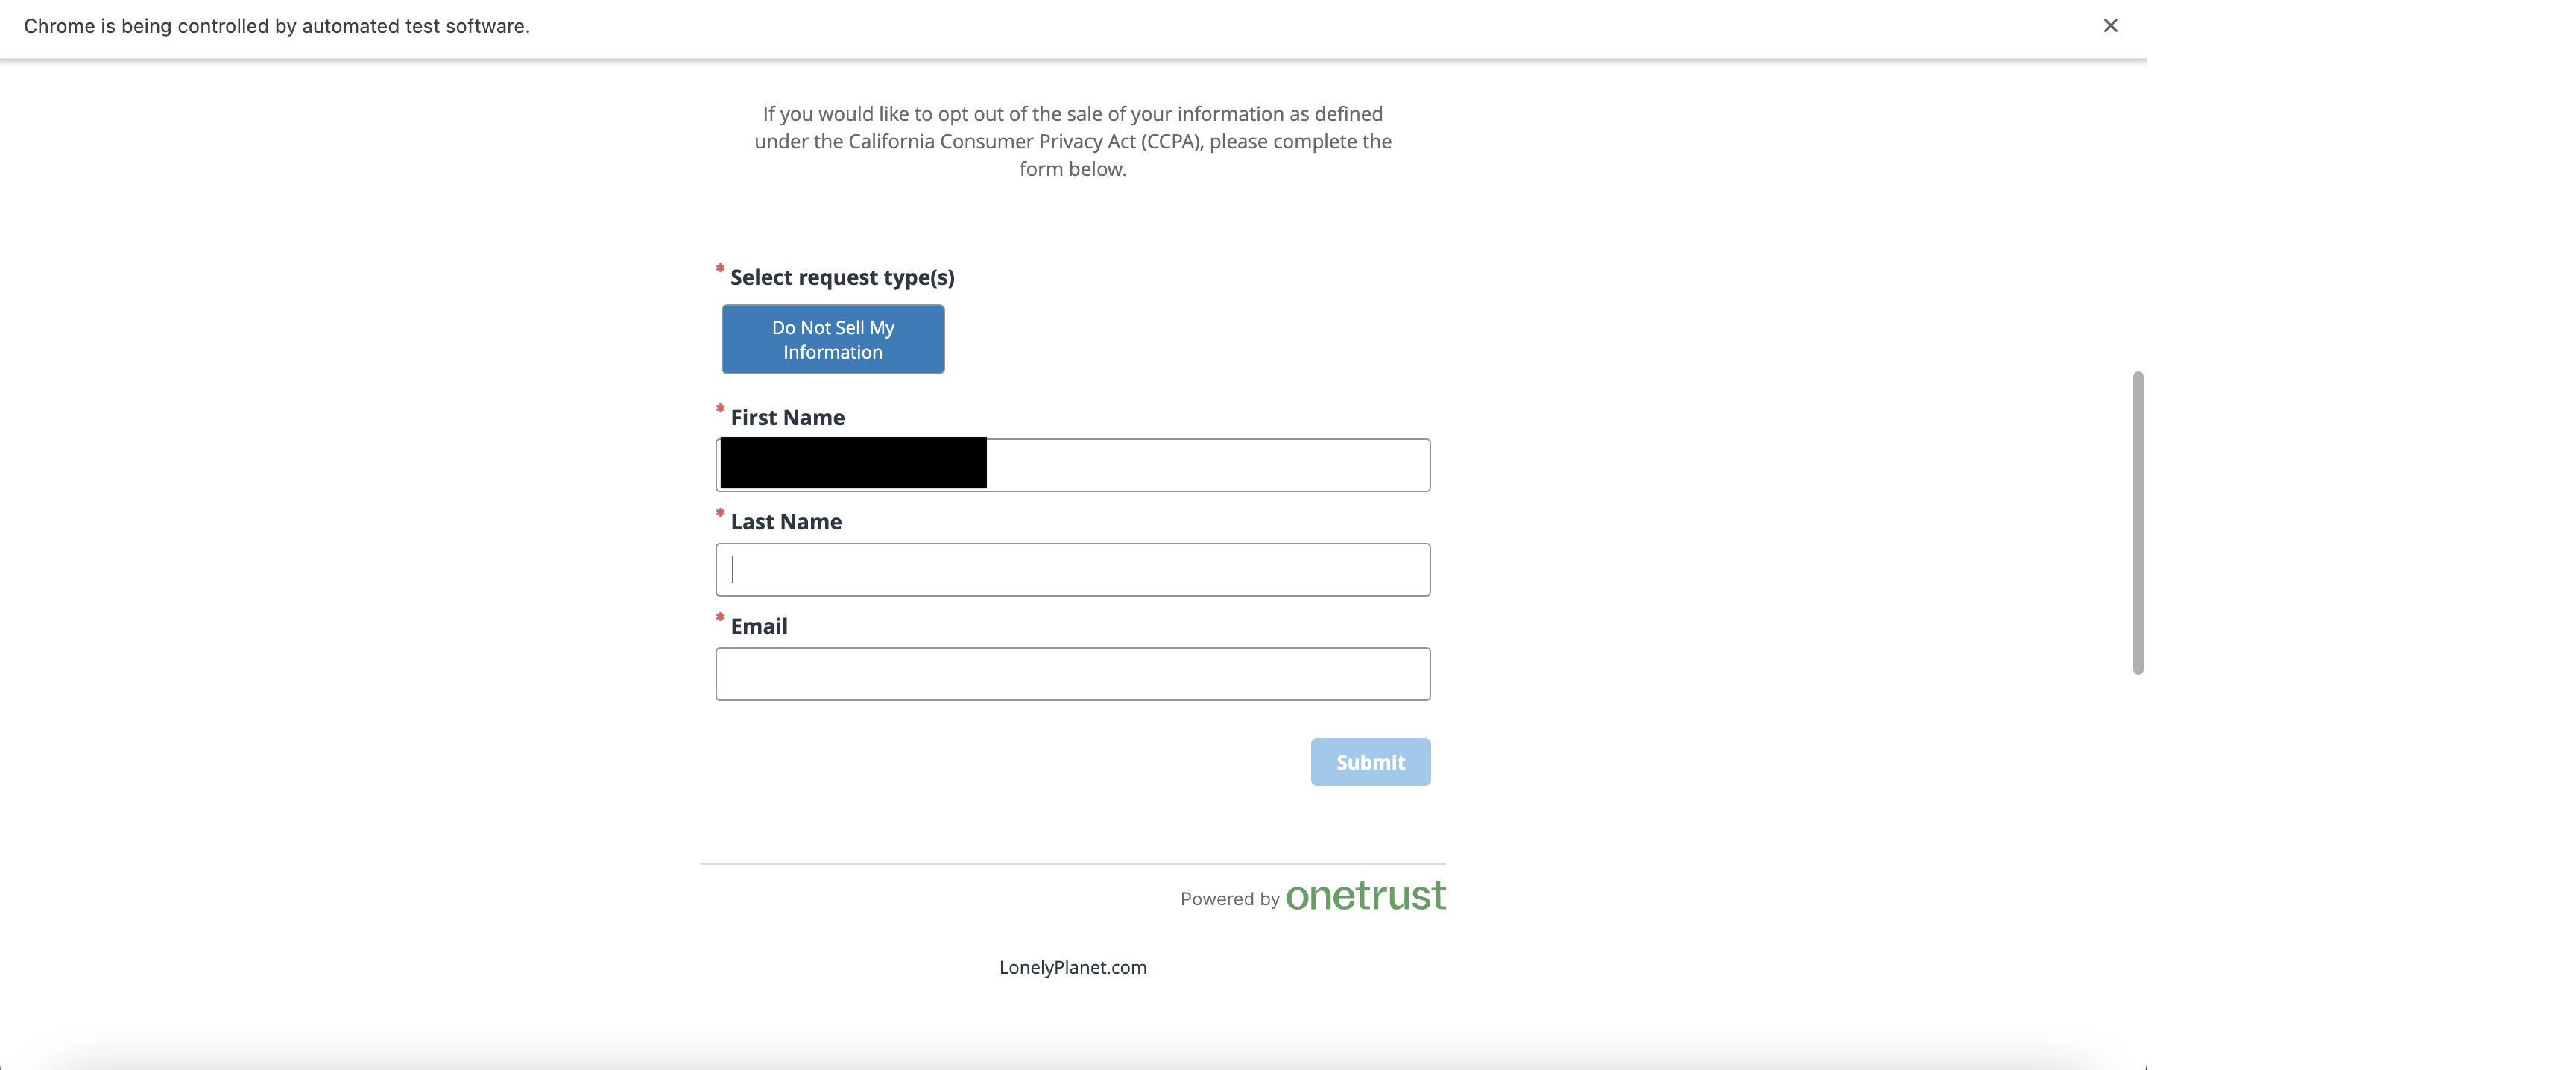 Chrome is being controlled by automated test software.
If you would like to opt out of the sale of your information as defined
under the California Consumer Privacy Act (CCPA), please complete the
form below.
* Select request type(s)
Do Not Sell My
Information
* First Name
* Last Name
* Email
Submit
Powered by onetrust
LonelyPlanet.com